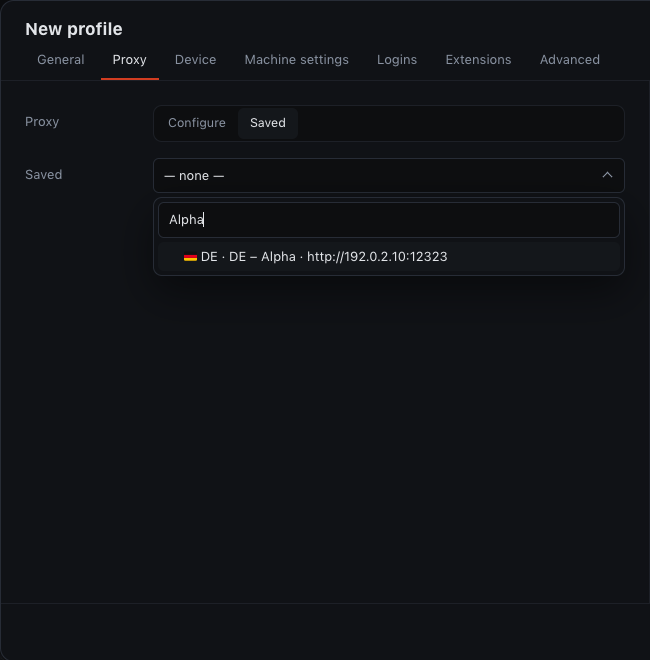 New profile
General Proxy Device Machine settings Logins Extensions Advanced
Proxy Configure Saved
Saved — none —
Alpha
DE · DE – Alpha · http://192.0.2.10:12323